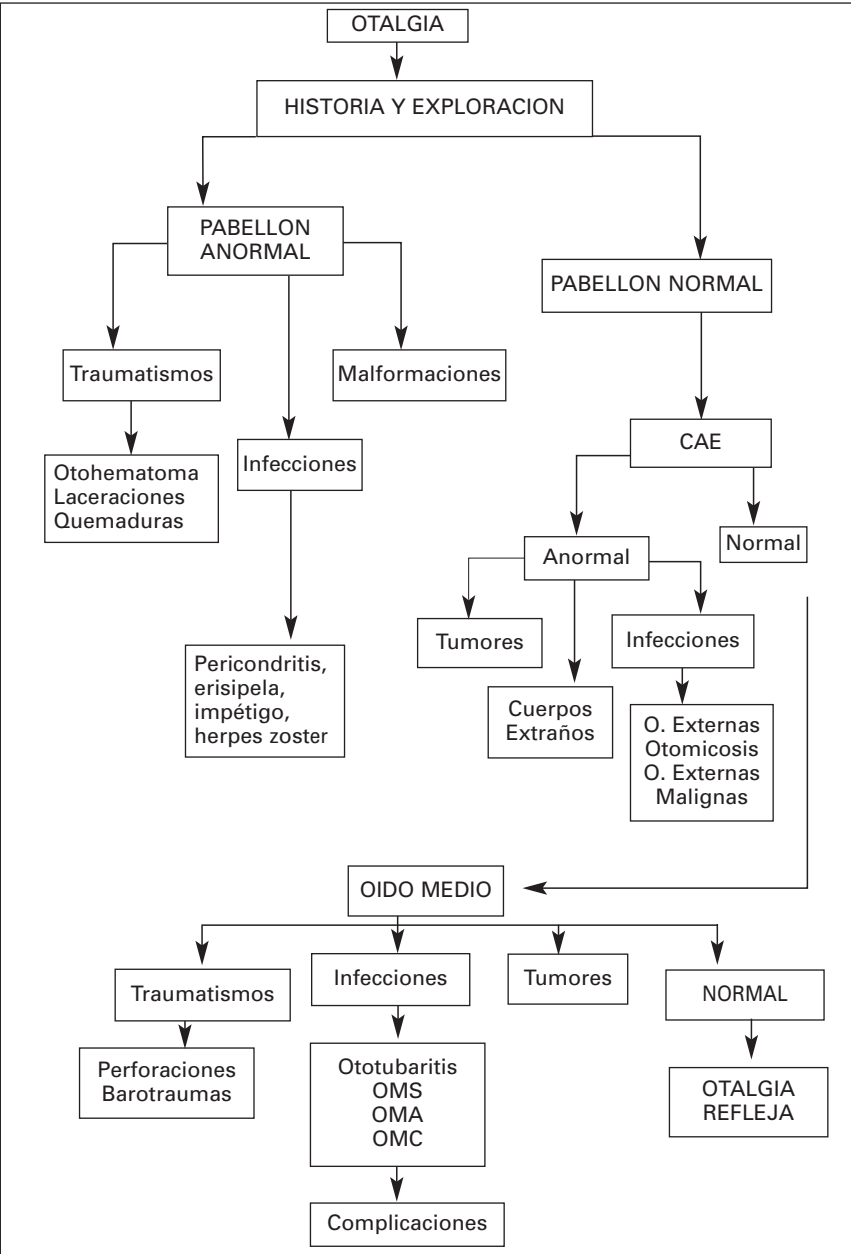 OTALGIA
HISTORIA Y EXPLORACION
PABELLON
ANORMAL
PABELLON NORMAL
Traumatismos
Malformaciones
Infecciones
Otohematoma
Laceraciones
Quemaduras
Pericondritis,
erisipela,
impétigo,
herpes zoster
CAE
Anormal
Normal
Tumores
Infecciones
Cuerpos
Extraños
O. Externas
Otomicosis
O. Externas
Malignas
OIDO MEDIO
Traumatismos
Infecciones
Tumores
NORMAL
Perforaciones
Barotraumas
Ototubaritis
OMS
OMA
OMC
OTALGIA
REFLEJA
Complicaciones